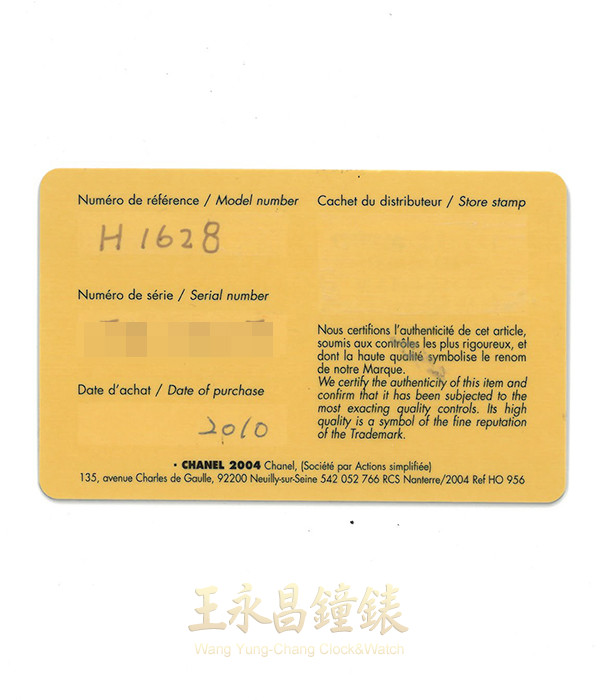 Numéro de référence / Model number
H1628
Cachet du distributeur / Store stamp
Numéro de série / Serial number
Date d'achat / Date of purchase
2010
Nous certifions l'authenticité de cet article,
soumis aux contrôles les plus rigoureux, et
dont la haute qualité symbolise le renom
de notre Marque.
We certify the authenticity of this item and
confirm that it has been subjected to the
most exacting quality controls. Its high
quality is a symbol of the fine reputation
of the Trademark.
• CHANEL 2004 Chanel, (Société par Actions simplifiée)
135, avenue Charles de Gaulle, 92200 Neuilly-sur-Seine 542 052 766 RCS Nanterre/2004 Ref HO 956
王永昌鐘錶
Wang Yung-Chang Clock&Watch